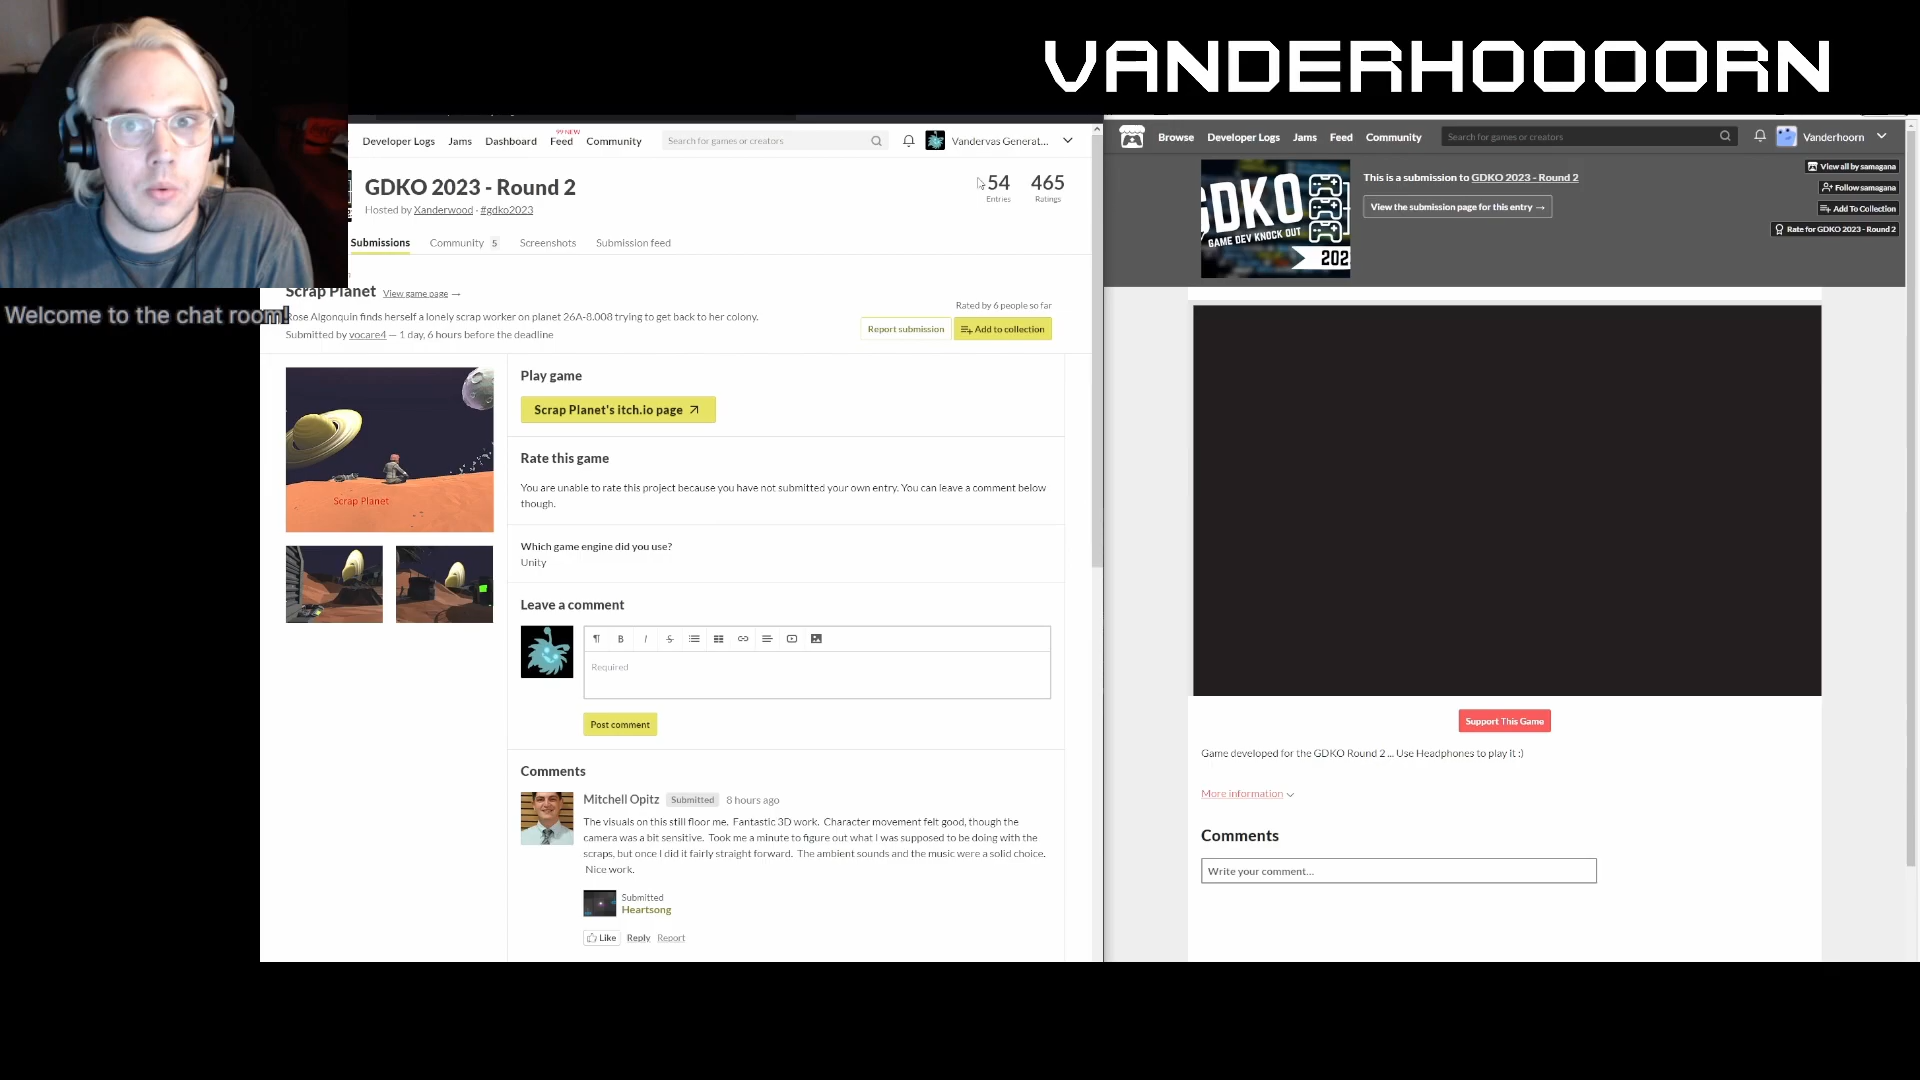 VANDERHOOOORN
Welcome to the chat room!
Developer Logs
Jams
Dashboard
99 NEW
Feed
Community
Search for games or creators
Vandervas Generat...
GDKO 2023 - Round 2
Hosted by Xanderwood · #gdko2023
54
Entries
465
Ratings
Submissions
Community 5
Screenshots
Submission feed
Scrap Planet View game page →
Rose Algonquin finds herself a lonely scrap worker on planet 26A-8.008 trying to get back to her colony.
Submitted by vocare4 — 1 day, 6 hours before the deadline
Rated by 6 people so far
Report submission
Add to collection
Scrap Planet
Play game
Scrap Planet's itch.io page
Rate this game
You are unable to rate this project because you have not submitted your own entry. You can leave a comment below
though.
Which game engine did you use?
Unity
Leave a comment
Required
Post comment
Comments
Mitchell Opitz Submitted 8 hours ago
The visuals on this still floor me. Fantastic 3D work. Character movement felt good, though the
camera was a bit sensitive. Took me a minute to figure out what I was supposed to be doing with the
scraps, but once I did it fairly straight forward. The ambient sounds and the music were a solid choice.
Nice work.
Submitted
Heartsong
Like Reply Report
Browse
Developer Logs
Jams
Feed
Community
Search for games or creators
Vanderhoorn
GDKO
GAME DEV KNOCK OUT
202
This is a submission to GDKO 2023 - Round 2
View the submission page for this entry →
View all by samagana
Follow samagana
Add To Collection
Rate for GDKO 2023 - Round 2
Support This Game
Game developed for the GDKO Round 2 ... Use Headphones to play it :)
More information
Comments
Write your comment...